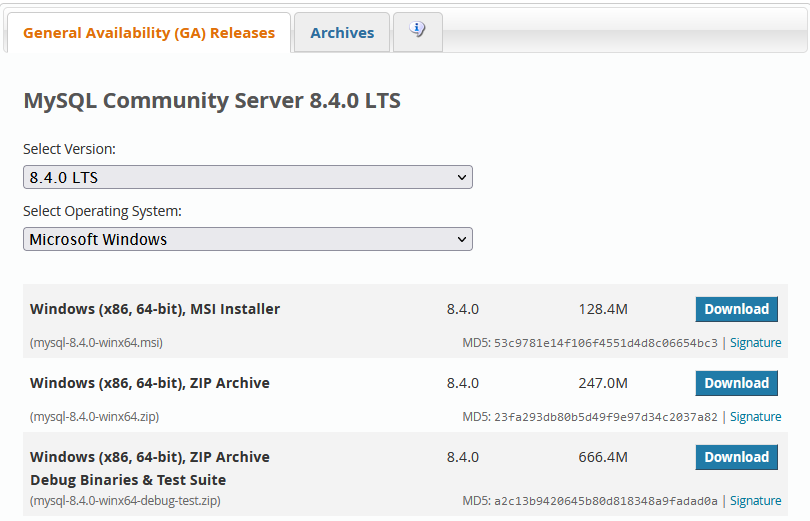 General Availability (GA) Releases Archives
MySQL Community Server 8.4.0 LTS
Select Version:
8.4.0 LTS
Select Operating System:
Microsoft Windows
Windows (x86, 64-bit), MSI Installer 8.4.0 128.4M Download
(mysql-8.4.0-winx64.msi) MD5: 53c9781e14f106f4551d4d8c06654bc3 | Signature
Windows (x86, 64-bit), ZIP Archive 8.4.0 247.0M Download
(mysql-8.4.0-winx64.zip) MD5: 23fa293db80b5d49f9e97d34c2037a82 | Signature
Windows (x86, 64-bit), ZIP Archive 8.4.0 666.4M Download
Debug Binaries & Test Suite
(mysql-8.4.0-winx64-debug-test.zip) MD5: a2c13b9420645b80d818348a9fadad0a | Signature